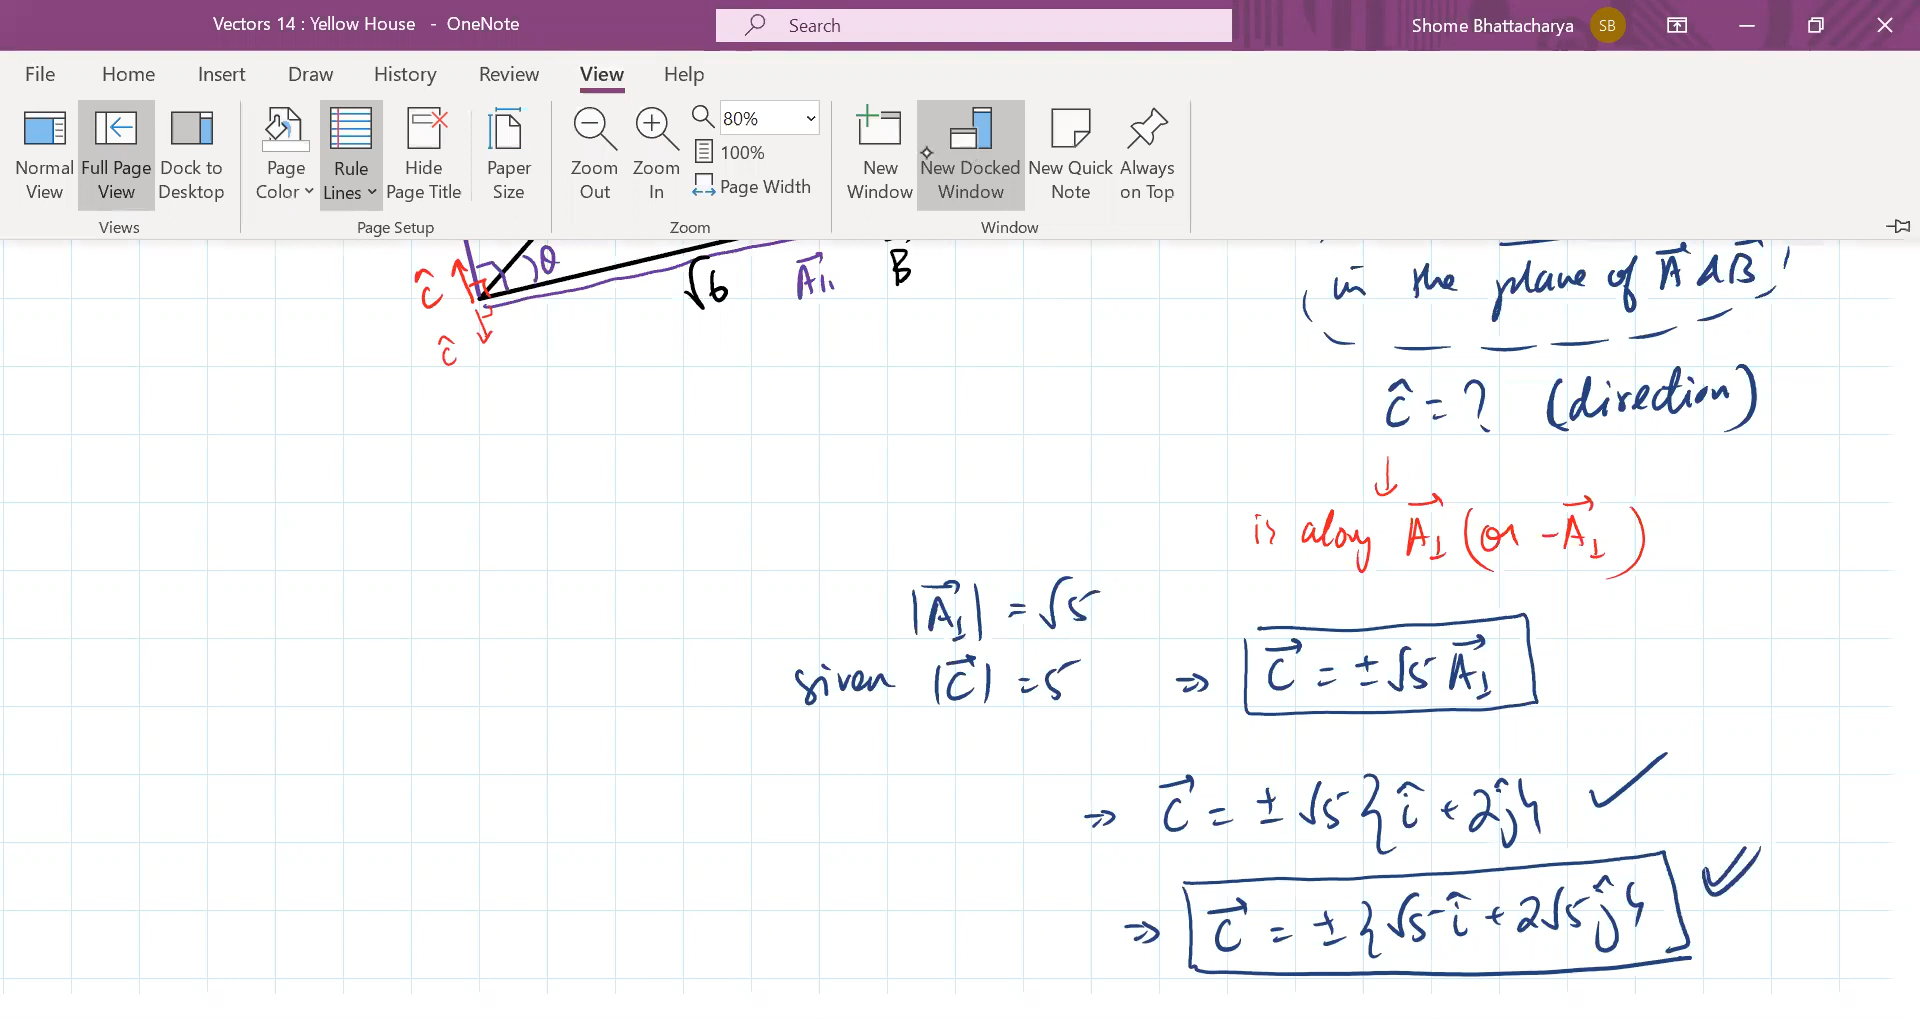 Vectors 14 : Yellow House - OneNote
Search
Shome Bhattacharya SB
File Home Insert Draw History Review View Help
Normal View
Full Page View
Dock to Desktop
Page Color
Rule Lines
Hide Page Title
Paper Size
Zoom Out
Zoom In
80%
100%
Page Width
New Window
New Docked Window
New Quick Note
Always on Top
Views
Page Setup
Zoom
Window
ĉ
θ
√6
A⃗₁₁
B
ĉ
in the plane of A⃗ & B⃗
ĉ = ? (direction)
↓
is along A⃗⊥ (or -A⃗⊥)
|A⃗⊥| = √5
given |C⃗| = 5 ⇒ C⃗ = ± √5 A⃗⊥
⇒ C⃗ = ± √5 { î + 2ĵ }
⇒ C⃗ = ± { √5 î + 2√5 ĵ }